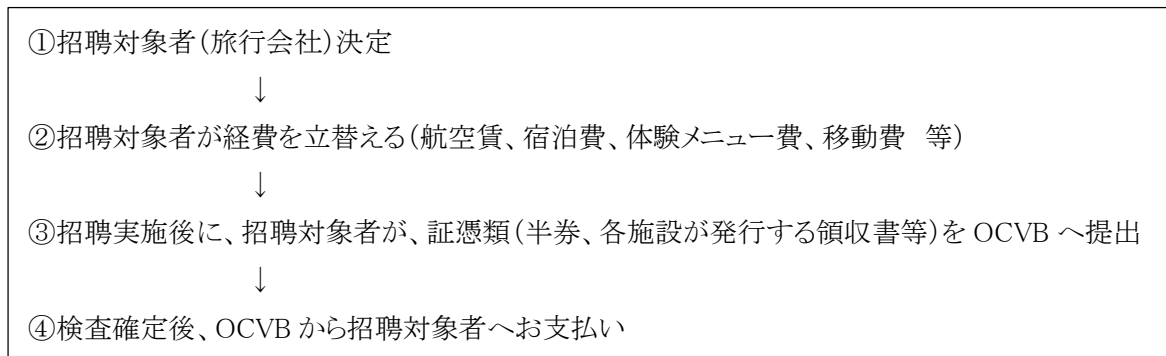 ①招聘対象者(旅行会社)決定
↓
②招聘対象者が経費を立替える(航空賃、宿泊費、体験メニュー費、移動費　等)
↓
③招聘実施後に、招聘対象者が、証憑類(半券、各施設が発行する領収書等)を OCVB へ提出
↓
④検査確定後、OCVB から招聘対象者へお支払い